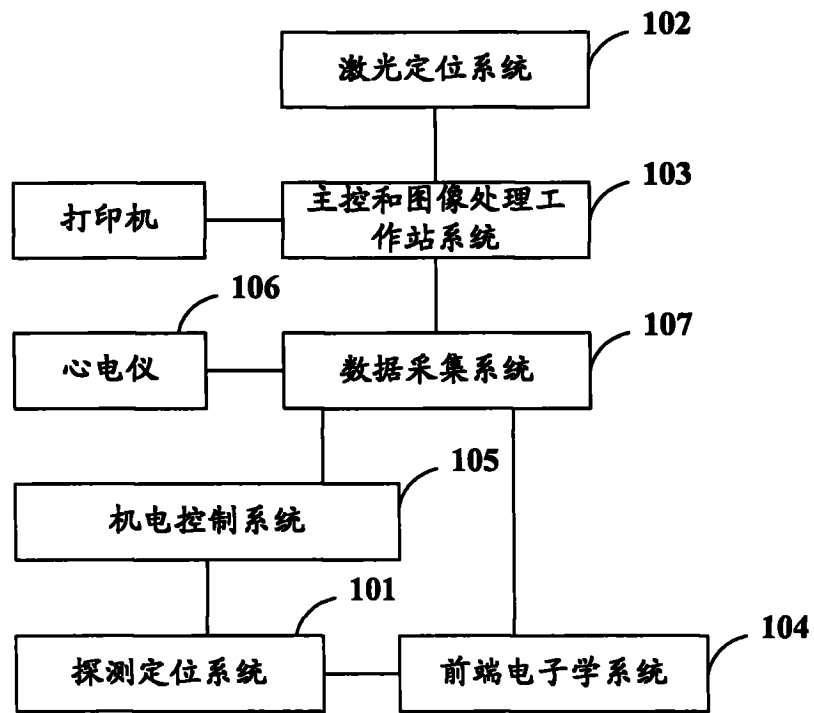 102
激光定位系统
103
打印机
主控和图像处理工
作站系统
106
107
心电仪
数据采集系统
105
机电控制系统
101
104
探测定位系统
前端电子学系统